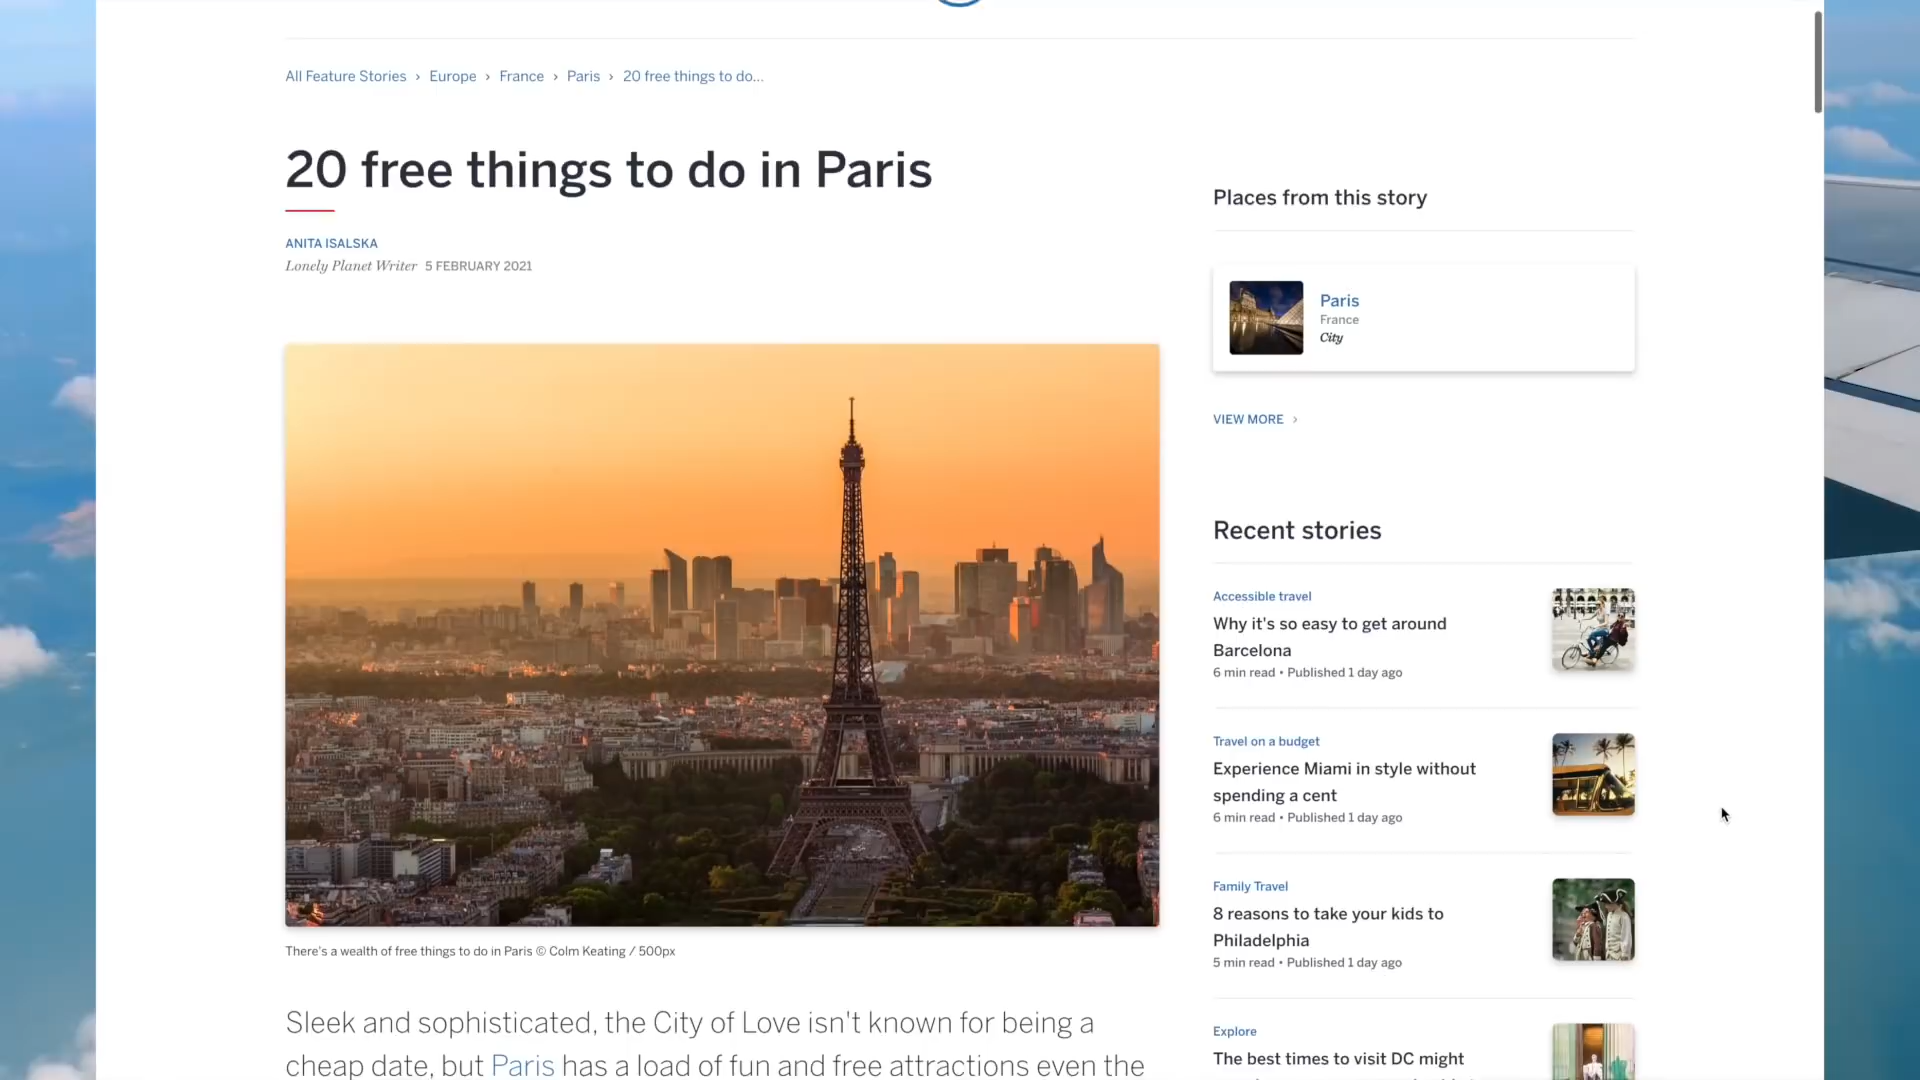 All Feature Stories › Europe › France › Paris › 20 free things to do...
20 free things to do in Paris
ANITA ISALSKA
Lonely Planet Writer 5 FEBRUARY 2021
There's a wealth of free things to do in Paris © Colm Keating / 500px
Sleek and sophisticated, the City of Love isn't known for being a
cheap date, but Paris has a load of fun and free attractions even the
Places from this story
Paris
France
City
VIEW MORE ›
Recent stories
Accessible travel
Why it's so easy to get around
Barcelona
6 min read • Published 1 day ago
Travel on a budget
Experience Miami in style without
spending a cent
6 min read • Published 1 day ago
Family Travel
8 reasons to take your kids to
Philadelphia
5 min read • Published 1 day ago
Explore
The best times to visit DC might